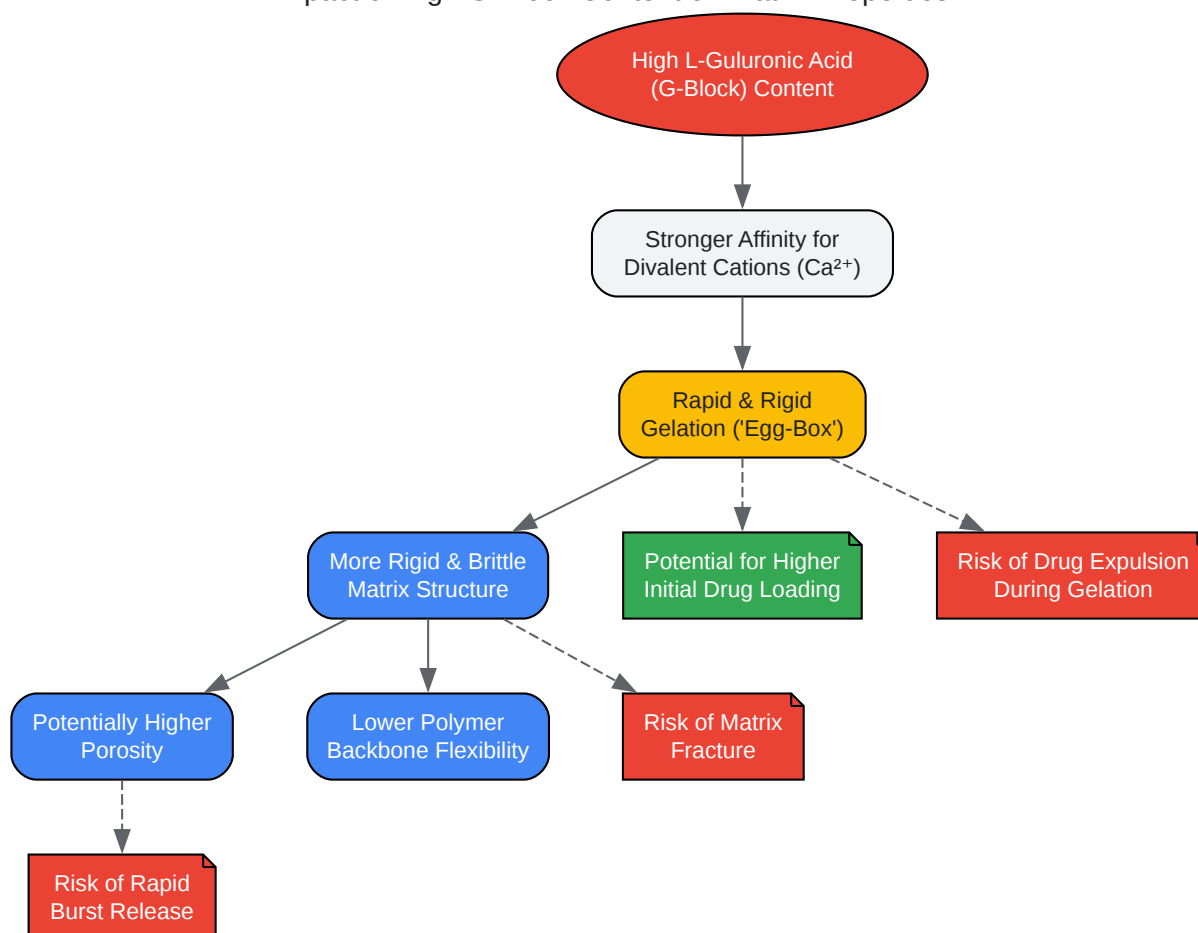 High L-Guluronic Acid
(G-Block) Content
Stronger Affinity for
Divalent Cations (Ca²⁺)
Rapid & Rigid
Gelation ('Egg-Box')
More Rigid & Brittle
Matrix Structure
Potential for Higher
Initial Drug Loading
Risk of Drug Expulsion
During Gelation
Potentially Higher
Porosity
Lower Polymer
Backbone Flexibility
Risk of Matrix
Fracture
Risk of Rapid
Burst Release